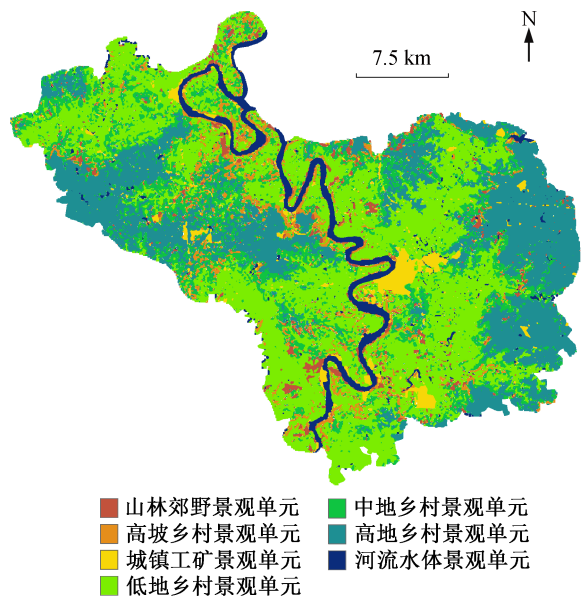 N
7.5 km
山林郊野景观单元
高坡乡村景观单元
城镇工矿景观单元
低地乡村景观单元
中地乡村景观单元
高地乡村景观单元
河流水体景观单元